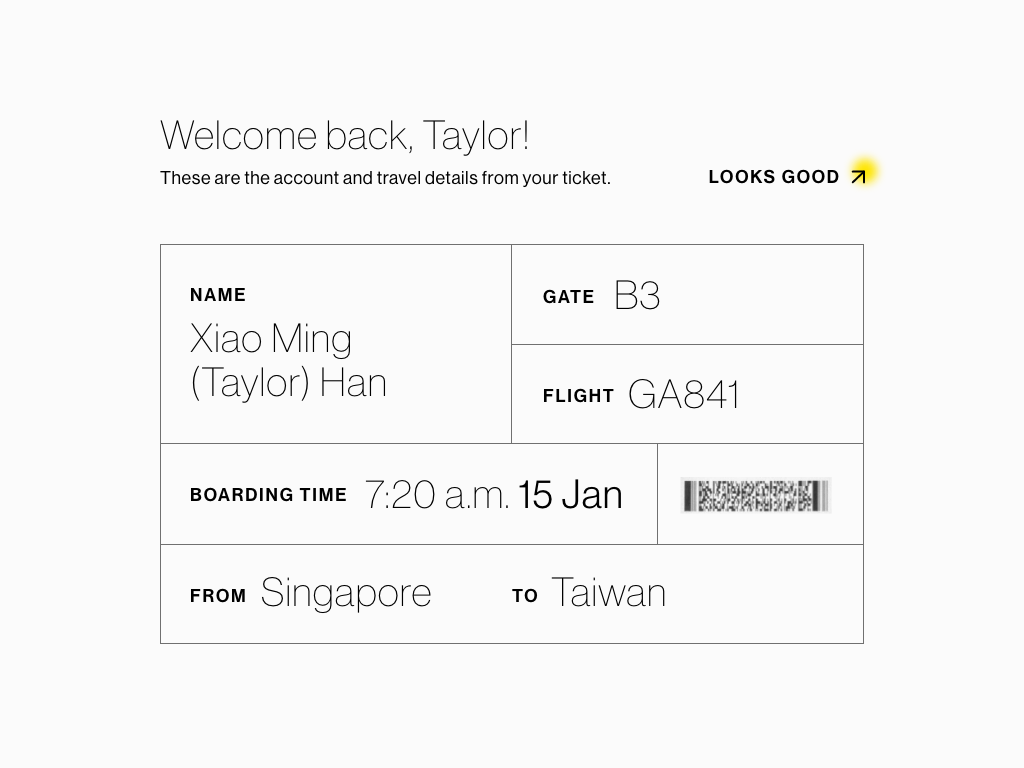 Welcome back, Taylor!
These are the account and travel details from your ticket.
LOOKS GOOD
NAME
Xiao Ming
(Taylor) Han
GATE B3
FLIGHT GA841
BOARDING TIME 7:20 a.m. 15 Jan
FROM Singapore TO Taiwan